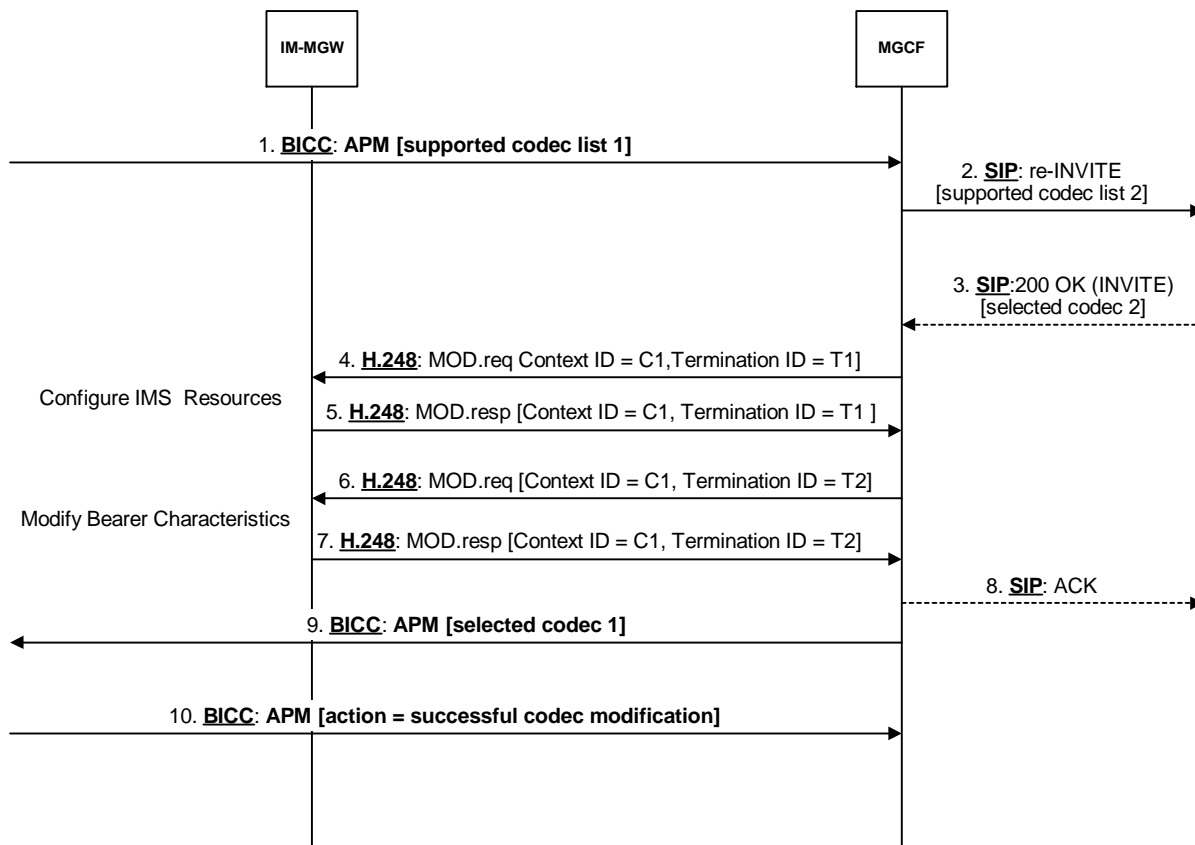 IM-MGW
MGCF
1. BICC: APM [supported codec list 1]
2. SIP: re-INVITE
[supported codec list 2]
3. SIP:200 OK (INVITE)
[selected codec 2]
4. H.248: MOD.req Context ID = C1,Termination ID = T1]
Configure IMS  Resources
5. H.248: MOD.resp [Context ID = C1, Termination ID = T1 ]
6. H.248: MOD.req [Context ID = C1, Termination ID = T2]
Modify Bearer Characteristics
7. H.248: MOD.resp [Context ID = C1, Termination ID = T2]
8. SIP: ACK
9. BICC: APM [selected codec 1]
10. BICC: APM [action = successful codec modification]